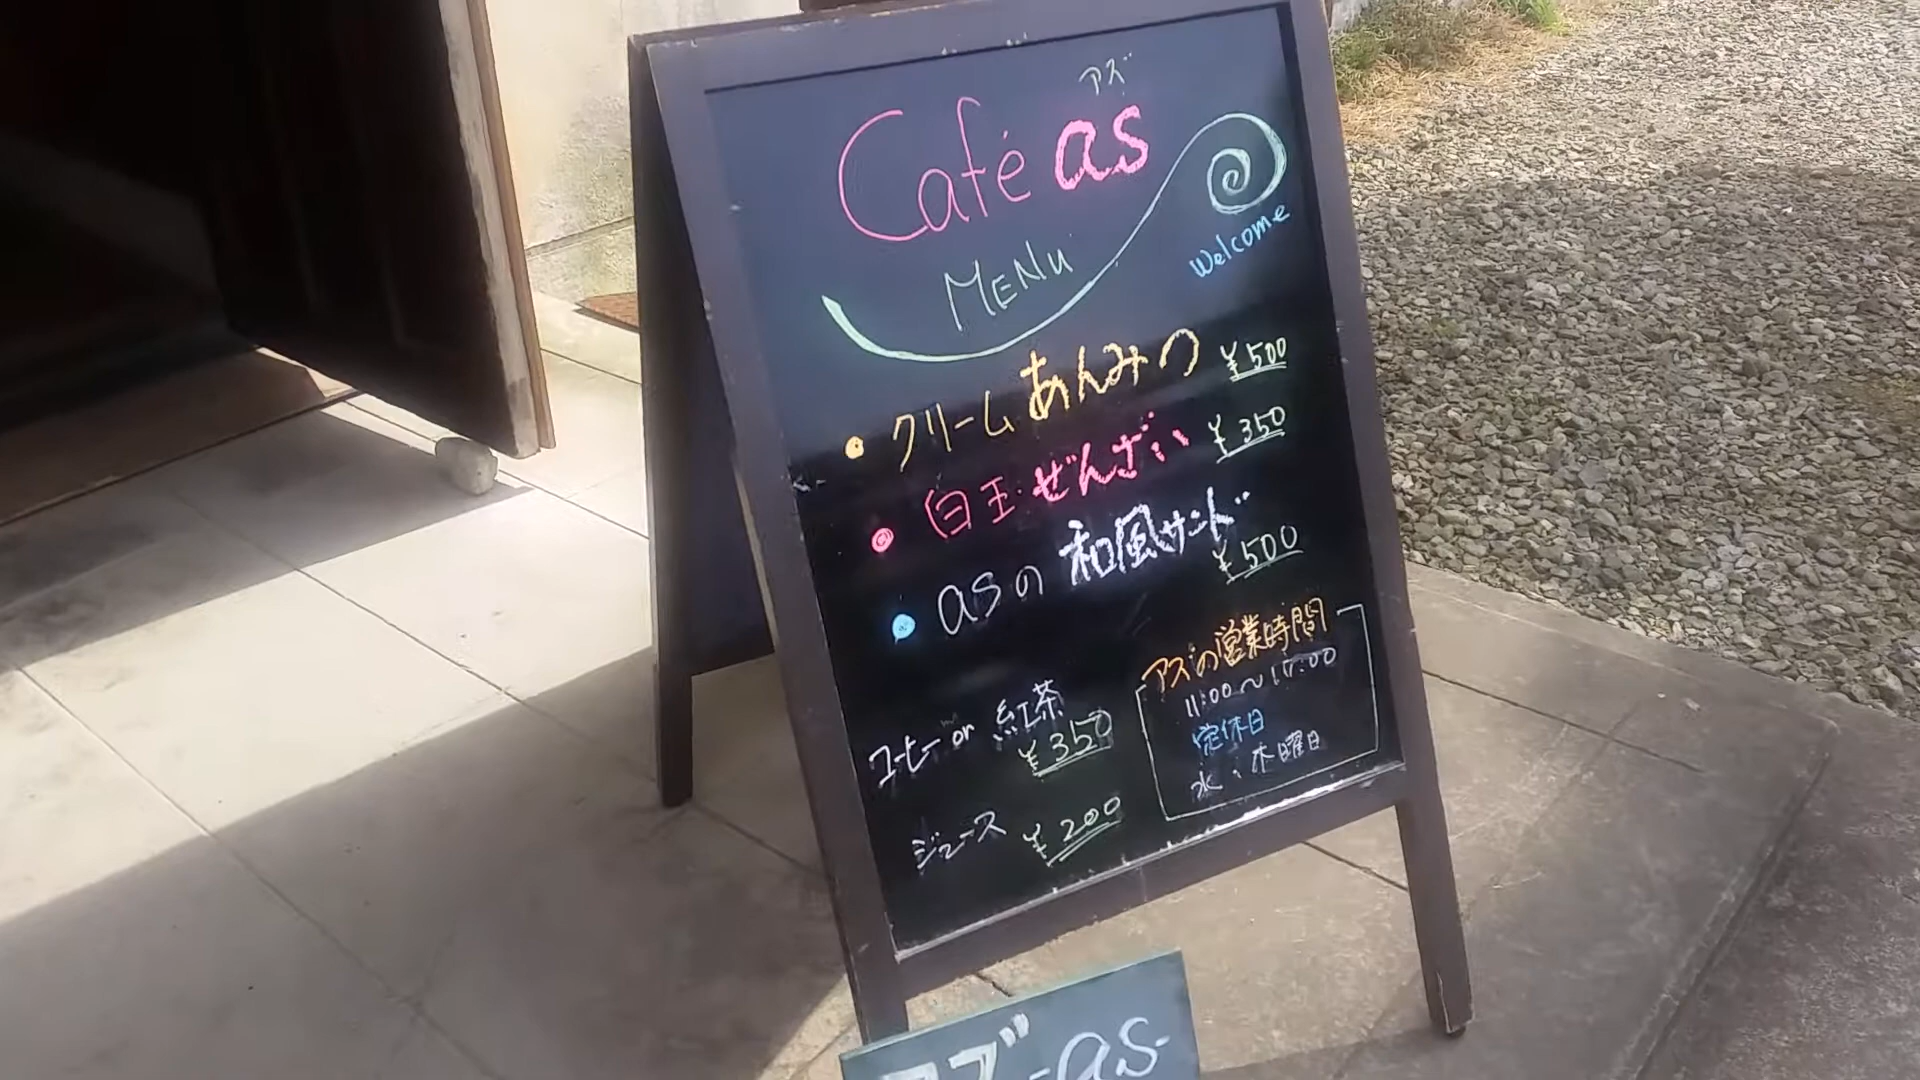 アズ
Café as
MENU
Welcome
クリームあんみつ ¥500
白玉ぜんざい ¥350
asの和風サンド
¥500
コーヒー or 紅茶
¥350
ジュース ¥200
アズの営業時間
11:00～17:00
定休日
水、木曜日
アズ-as-